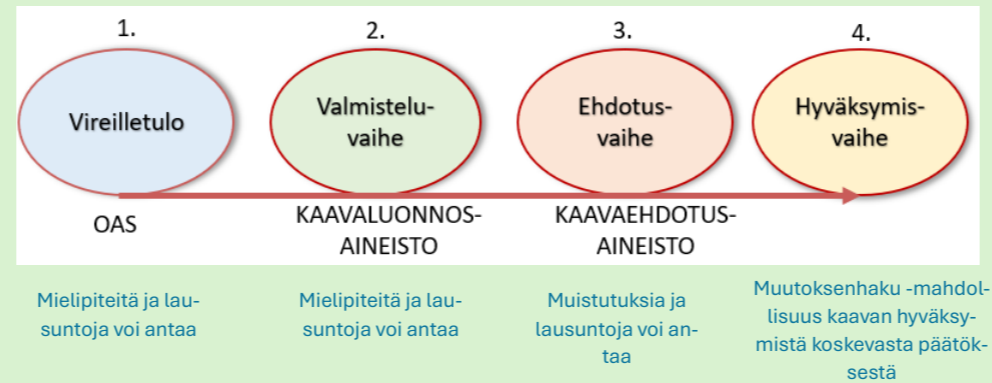 1.
Vireilletulo
OAS
Mielipiteitä ja lau-
suntoja voi antaa
2.
Valmistelu-
vaihe
KAAVALUONNOS-
AINEISTO
Mielipiteitä ja lau-
suntoja voi antaa
3.
Ehdotus-
vaihe
KAAVAEHDOTUS-
AINEISTO
Muistutuksia ja
lausuntoja voi an-
taa
4.
Hyväksymis-
vaihe
Muutoksenhaku -mahdol-
lisuus kaavan hyväksy-
mistä koskevasta päätök-
sestä